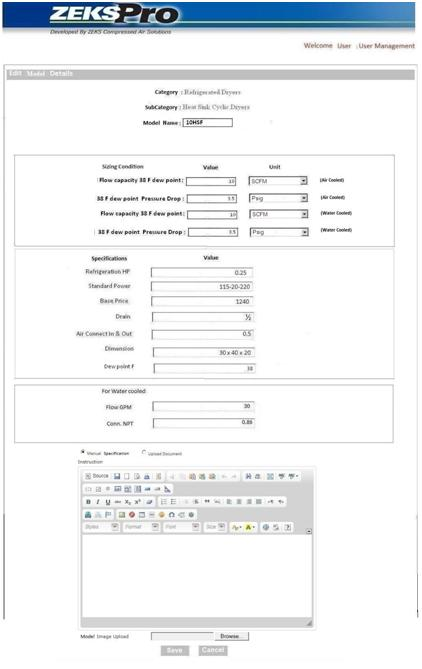 ZEKSPro
Developed By ZEKS Compressed Air Solutions
Welcome User : User Management
Edit Model Details
Category : Refrigerated Dryers
SubCategory : Heat Sink Cyclic Dryers
Model Name : 10HSF
Sizing Condition Value Unit
Flow capacity 38 F dew point : 10 SCFM (Air Cooled)
38 F dew point Pressure Drop : 3.5 Psig (Air Cooled)
Flow capacity 38 F dew point : 10 SCFM (Water Cooled)
38 F dew point Pressure Drop : 3.5 Psig (Water Cooled)
Specifications Value
Refrigeration HP 0.25
Standard Power 115-20-220
Base Price 1240
Drain ½
Air Connect In & Out 0.5
Dimension 30 x 40 x 20
Dew point F 38
For Water cooled
Flow GPM 30
Conn. NPT 0.86
Manual Specification Upload Document
Instruction
Source
B I U abc X₂ X²
Styles Format Font Size
Model Image Upload Browse...
Save Cancel